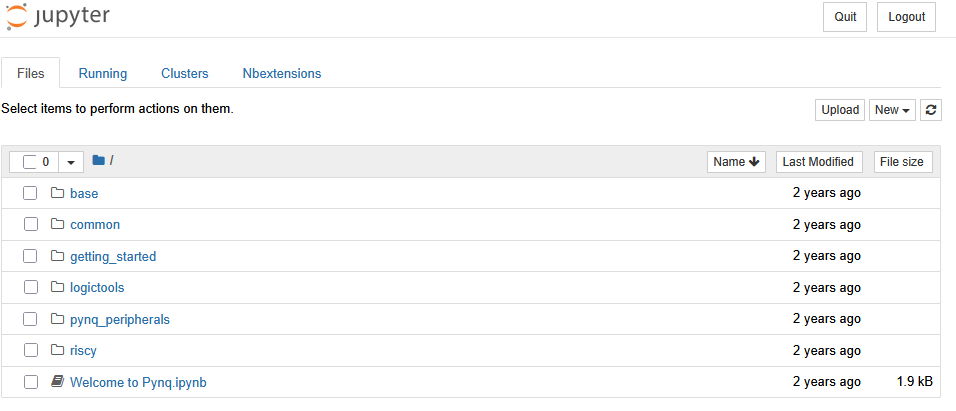 jupyter Quit Logout
Files Running Clusters Nbextensions
Select items to perform actions on them. Upload New
0 / Name Last Modified File size
base 2 years ago
common 2 years ago
getting_started 2 years ago
logictools 2 years ago
pynq_peripherals 2 years ago
riscy 2 years ago
Welcome to Pynq.ipynb 2 years ago 1.9 kB